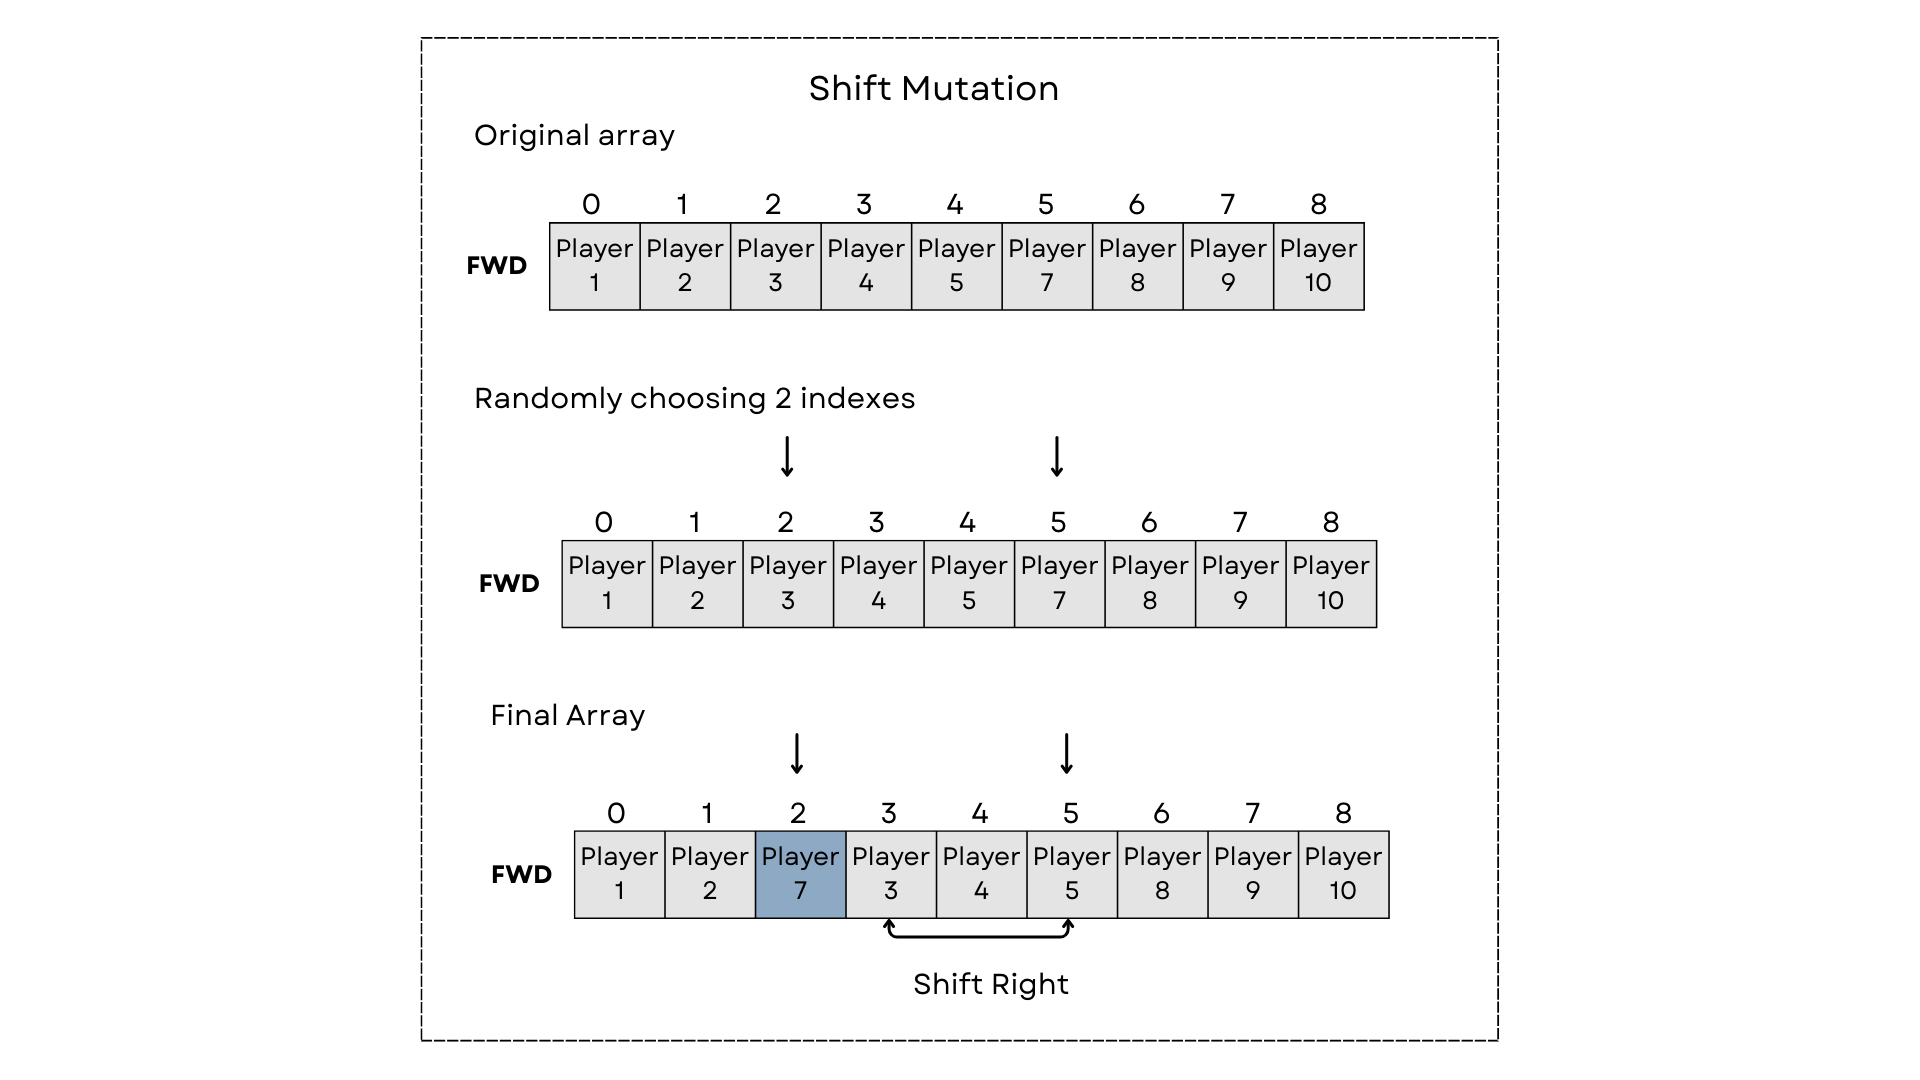 Shift Mutation
Original array
0 1 2 3 4 5 6 7 8
FWD
Player 1 Player 2 Player 3 Player 4 Player 5 Player 7 Player 8 Player 9 Player 10
Randomly choosing 2 indexes
0 1 2 3 4 5 6 7 8
FWD
Player 1 Player 2 Player 3 Player 4 Player 5 Player 7 Player 8 Player 9 Player 10
Final Array
0 1 2 3 4 5 6 7 8
FWD
Player 1 Player 2 Player 7 Player 3 Player 4 Player 5 Player 8 Player 9 Player 10
Shift Right